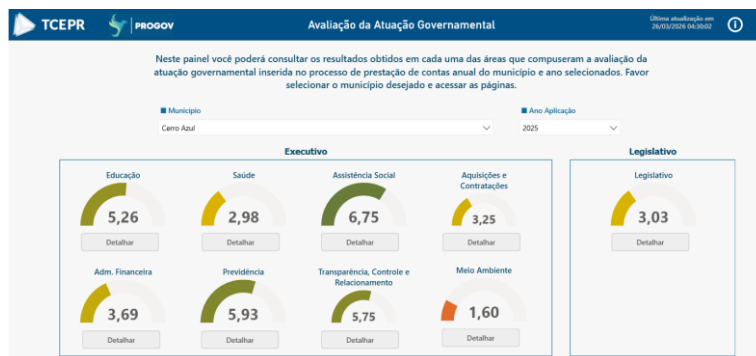 TCEPR PROGOV Avaliação da Atuação Governamental Última atualização em
26/03/2026 04:30:02
Neste painel você poderá consultar os resultados obtidos em cada uma das áreas que compuseram a avaliação da
atuação governamental inserida no processo de prestação de contas anual do município e ano selecionados. Favor
selecionar o município desejado e acessar as páginas.
Município Ano Aplicação
Cerro Azul 2025
Executivo Legislativo
Educação Saúde Assistência Social Aquisições e
Contratações Legislativo
5,26 2,98 6,75 3,25 3,03
Detalhar Detalhar Detalhar Detalhar Detalhar
Adm. Financeira Previdência Transparência, Controle e
Relacionamento Meio Ambiente
3,69 5,93 5,75 1,60
Detalhar Detalhar Detalhar Detalhar